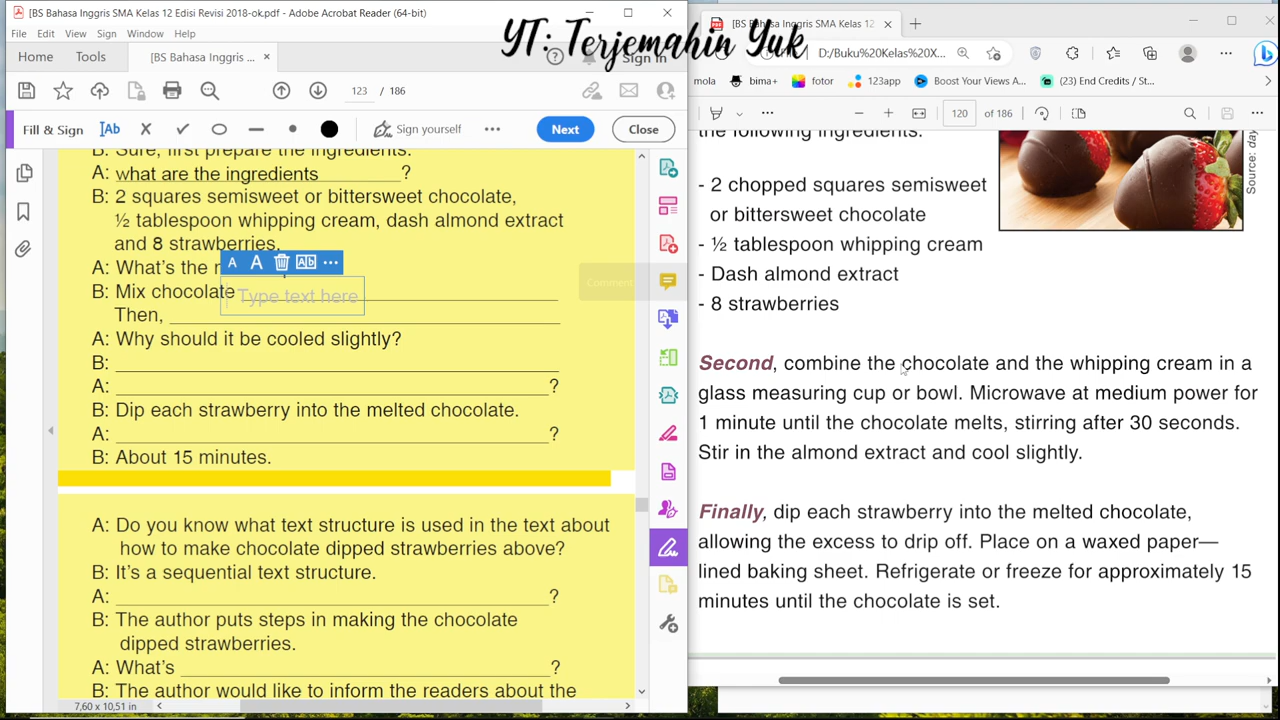 [BS Bahasa Inggris SMA Kelas 12 Edisi Revisi 2018-ok.pdf - Adobe Acrobat Reader (64-bit)
File Edit View Sign Window Help
YT: Terjemahin Yuk
Home Tools [BS Bahasa Inggris ... × Sign In
123 / 186
Fill & Sign Ab Sign yourself Next Close
B: Sure, first prepare the ingredients.
A: what are the ingredients ?
B: 2 squares semisweet or bittersweet chocolate,
½ tablespoon whipping cream, dash almond extract
and 8 strawberries.
A: What's the
A A Ab
B: Mix chocolate Type text here
Then,
A: Why should it be cooled slightly?
B:
A: ?
B: Dip each strawberry into the melted chocolate.
A: ?
B: About 15 minutes.
A: Do you know what text structure is used in the text about
how to make chocolate dipped strawberries above?
B: It's a sequential text structure.
A: ?
B: The author puts steps in making the chocolate
dipped strawberries.
A: What's ?
B: The author would like to inform the readers about the
7,60 x 10,51 in
Comment
[BS Bahasa Inggris SMA Kelas 12
D:/Buku%20Kelas%20X...
mola bima+ fotor 123app Boost Your Views A... (23) End Credits / St...
120 of 186
the following ingredients:
- 2 chopped squares semisweet
or bittersweet chocolate
- ½ tablespoon whipping cream
- Dash almond extract
- 8 strawberries
Source: day
Second, combine the chocolate and the whipping cream in a
glass measuring cup or bowl. Microwave at medium power for
1 minute until the chocolate melts, stirring after 30 seconds.
Stir in the almond extract and cool slightly.
Finally, dip each strawberry into the melted chocolate,
allowing the excess to drip off. Place on a waxed paper—
lined baking sheet. Refrigerate or freeze for approximately 15
minutes until the chocolate is set.